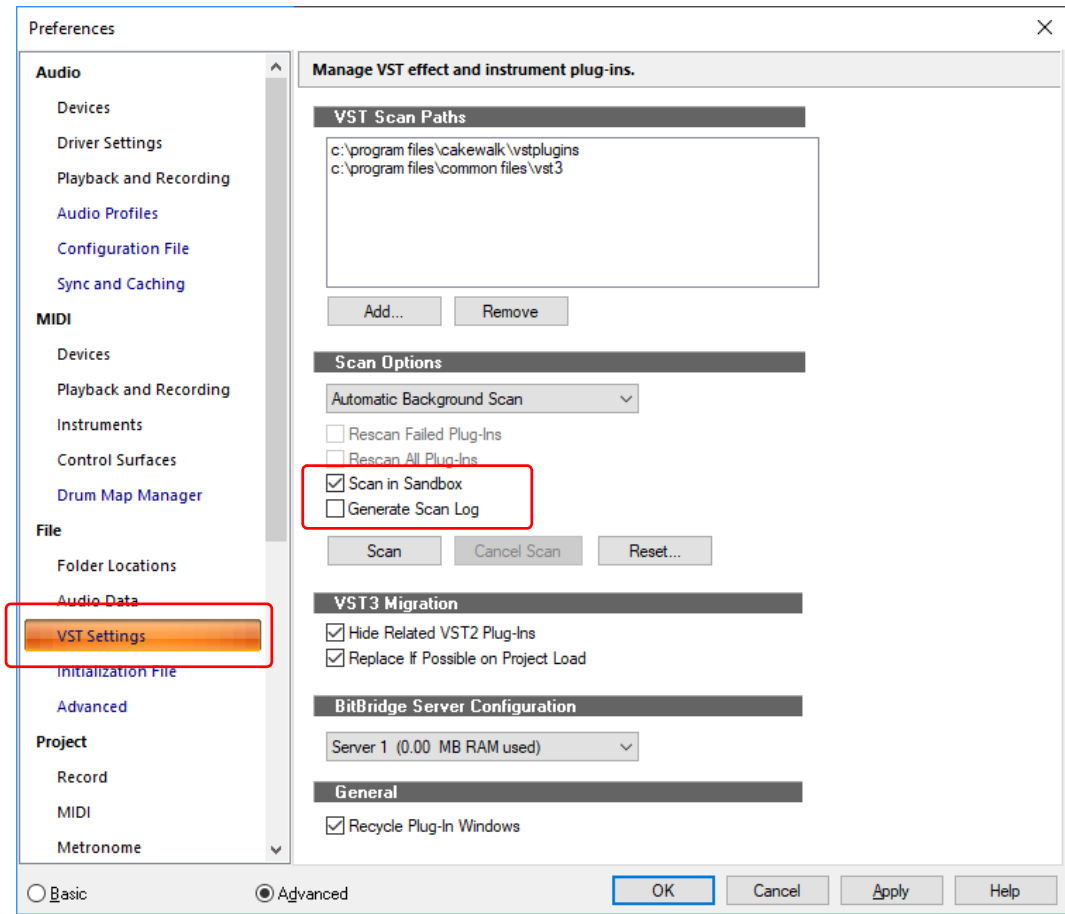 Preferences
Audio
Devices
Driver Settings
Playback and Recording
Audio Profiles
Configuration File
Sync and Caching
MIDI
Devices
Playback and Recording
Instruments
Control Surfaces
Drum Map Manager
File
Folder Locations
Audio Data
VST Settings
Initialization File
Advanced
Project
Record
MIDI
Metronome
Manage VST effect and instrument plug-ins.
VST Scan Paths
c:\program files\cakewalk\vstplugins
c:\program files\common files\vst3
Add... Remove
Scan Options
Automatic Background Scan
Rescan Failed Plug-Ins
Rescan All Plug-Ins
Scan in Sandbox
Generate Scan Log
Scan Cancel Scan Reset...
VST3 Migration
Hide Related VST2 Plug-Ins
Replace If Possible on Project Load
BitBridge Server Configuration
Server 1 (0.00 MB RAM used)
General
Recycle Plug-In Windows
Basic Advanced OK Cancel Apply Help